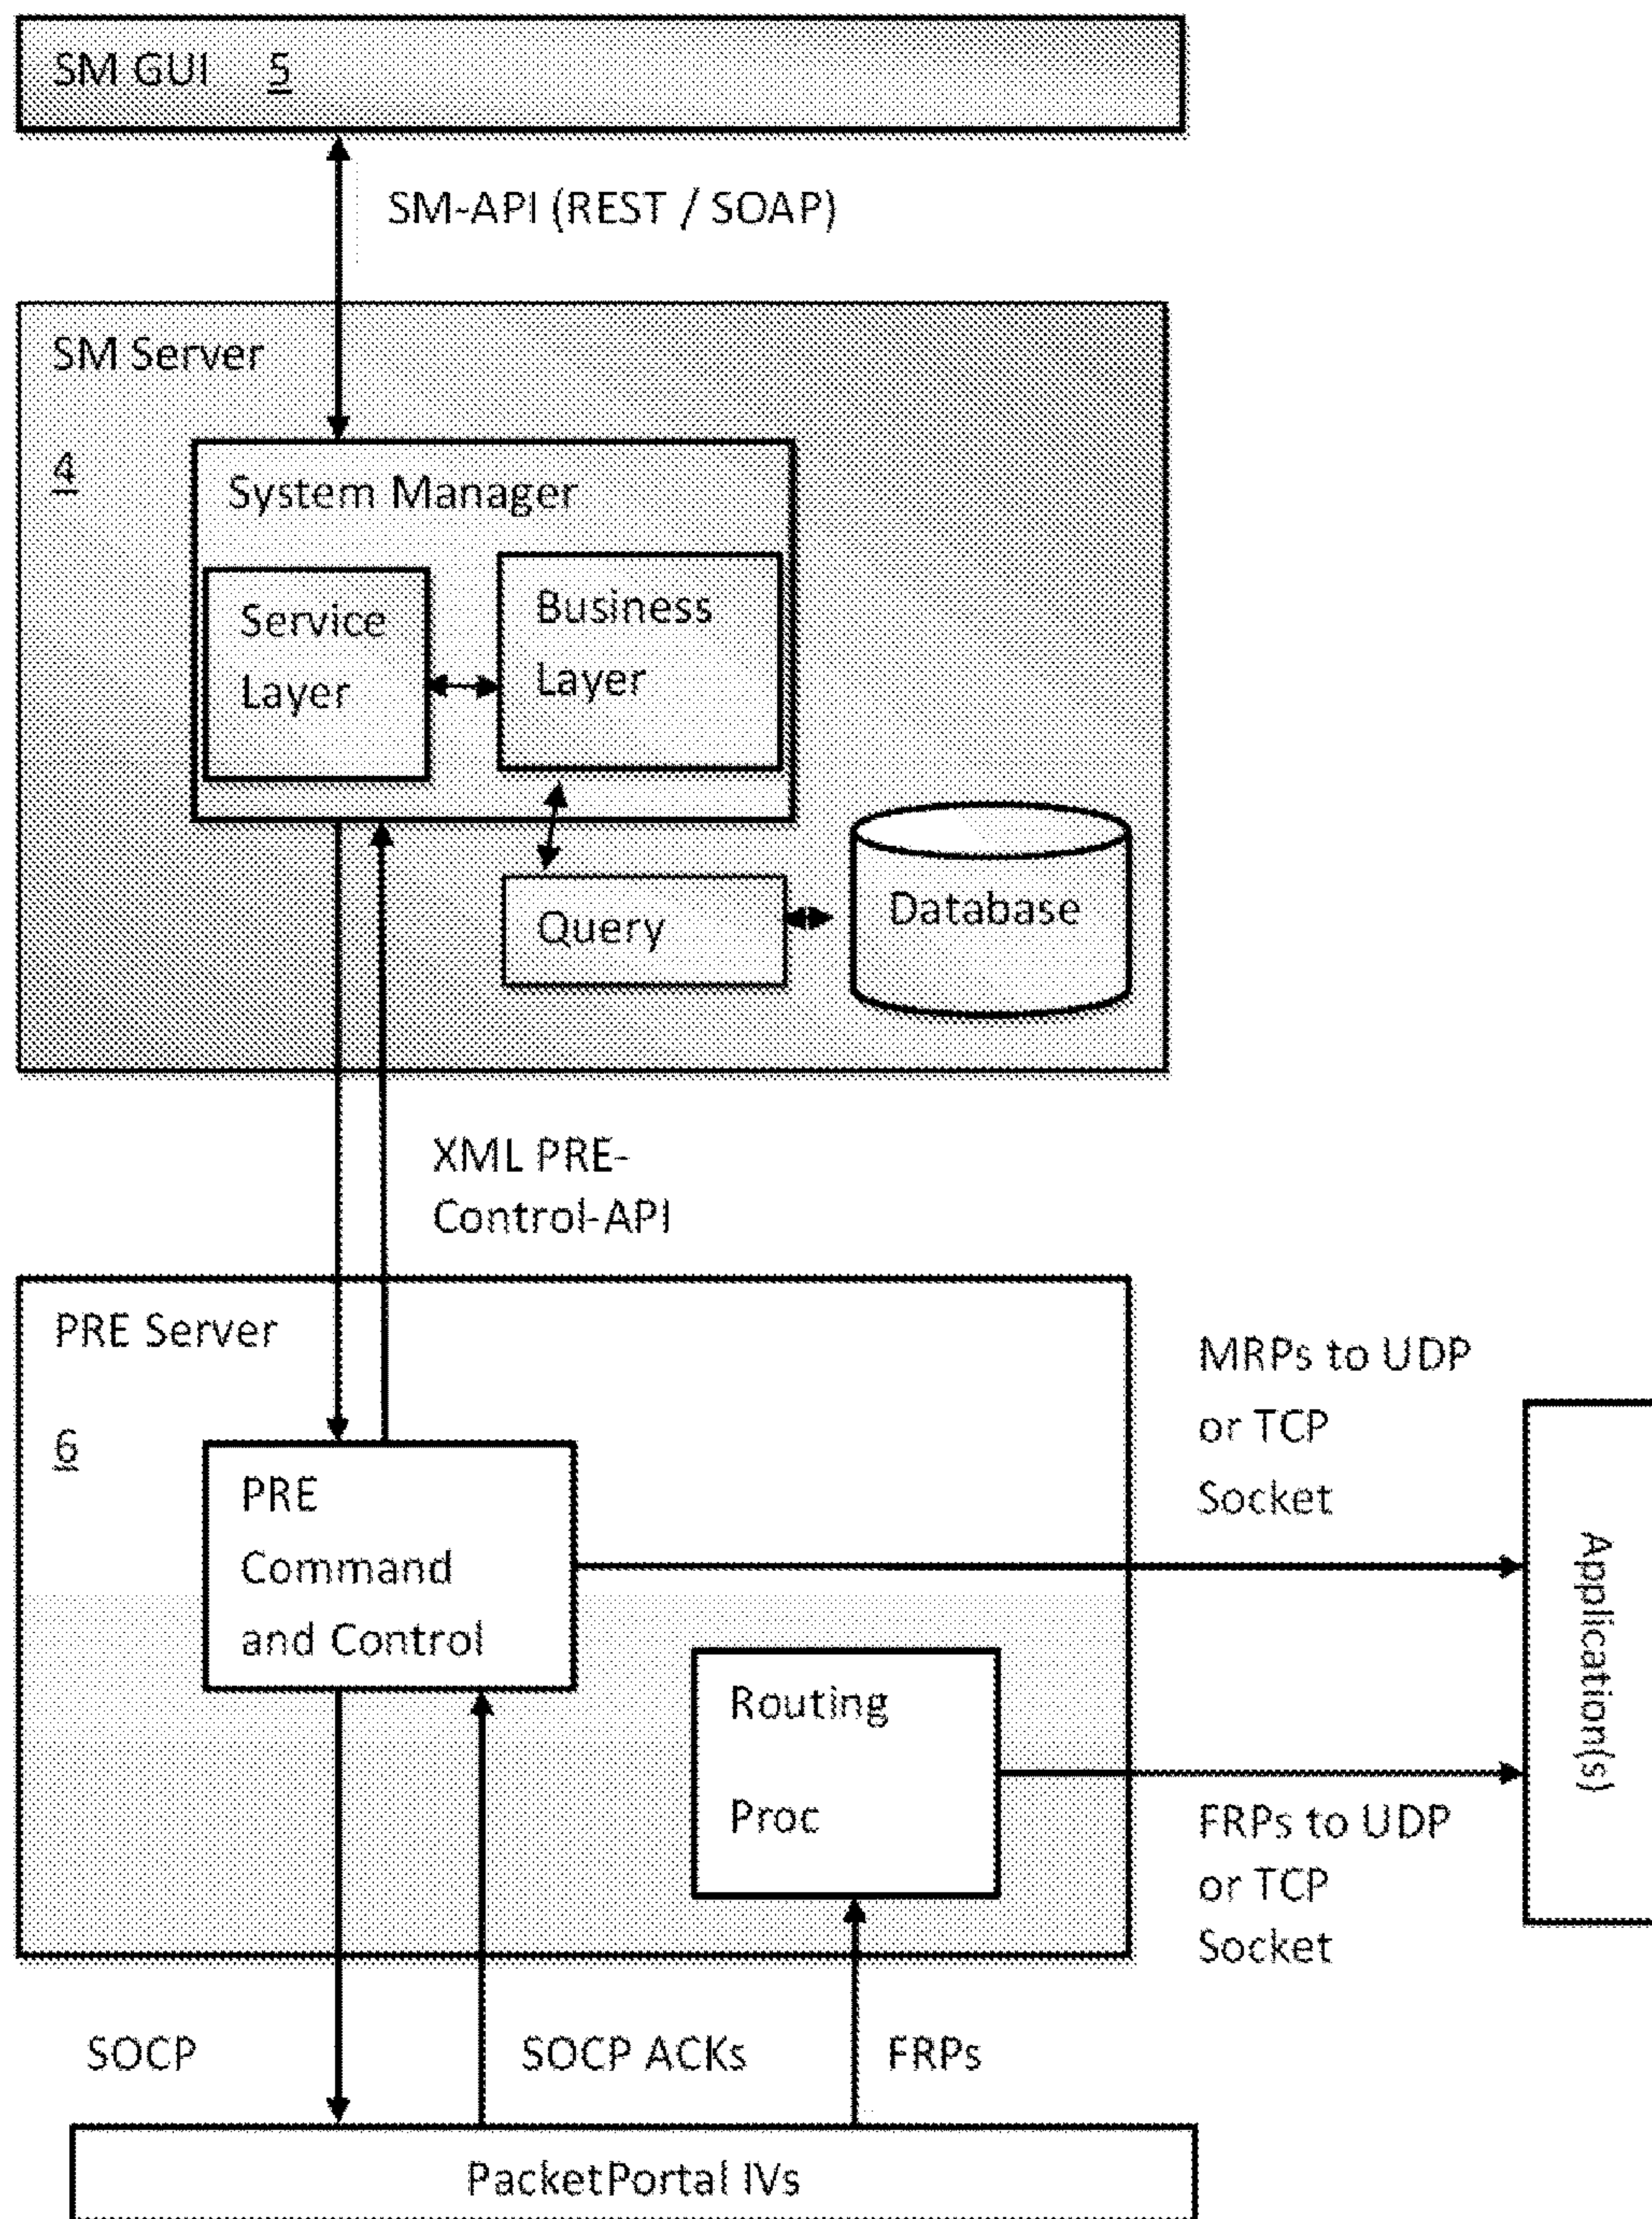 SM GUI 5
SM-API (REST / SOAP)
SM Server
4
System Manager
Service
Layer
Business
Layer
Query
Database
XML PRE-
Control-API
PRE Server
6
PRE
Command
and Control
Routing
Proc
MRPs to UDP
or TCP
Socket
Application(s)
FRPs to UDP
or TCP
Socket
SOCP
SOCP ACKs
FRPs
PacketPortal IVs